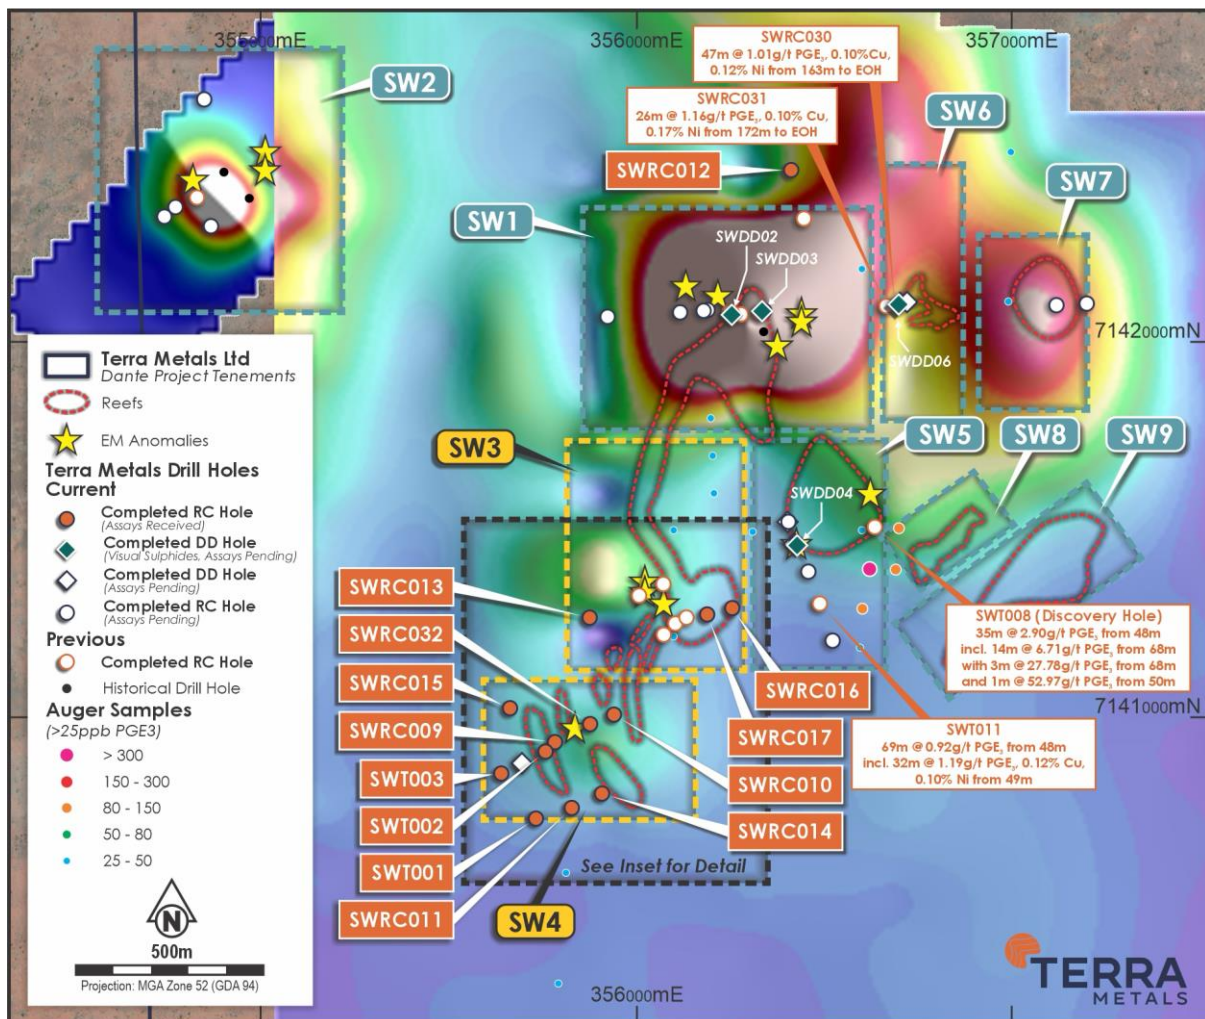 355000mE
356000mE
357000mE
SWRC030
47m @ 1.01g/t PGE3, 0.10%Cu,
0.12% Ni from 163m to EOH
SWRC031
26m @ 1.16g/t PGE3, 0.10% Cu,
0.17% Ni from 172m to EOH
SW2
SW6
SWRC012
SW7
SW1
SWDD02
SWDD03
7142000mN
SWDD06
Terra Metals Ltd
Dante Project Tenements
Reefs
EM Anomalies
Terra Metals Drill Holes
Current
Completed RC Hole
(Assays Received)
Completed DD Hole
(Visual Sulphides, Assays Pending)
Completed DD Hole
(Assays Pending)
Completed RC Hole
(Assays Pending)
Previous
Completed RC Hole
Historical Drill Hole
Auger Samples
(>25ppb PGE3)
> 300
150 - 300
80 - 150
50 - 80
25 - 50
N
500m
Projection: MGA Zone 52 (GDA 94)
SW3
SW5
SW8
SW9
SWDD04
SWRC013
SWRC032
SWRC015
SWRC009
SWT003
SWT002
SWT001
SWRC011
SWRC016
SWRC017
SWRC010
SWRC014
SWT008 (Discovery Hole)
35m @ 2.90g/t PGE3 from 48m
incl. 14m @ 6.71g/t PGE3 from 68m
with 3m @ 27.78g/t PGE3 from 68m
and 1m @ 52.97g/t PGE3 from 50m
7141000mN
SWT011
69m @ 0.92g/t PGE3 from 48m
incl. 32m @ 1.19g/t PGE3, 0.12% Cu,
0.10% Ni from 49m
See Inset for Detail
SW4
356000mE
TERRA
METALS